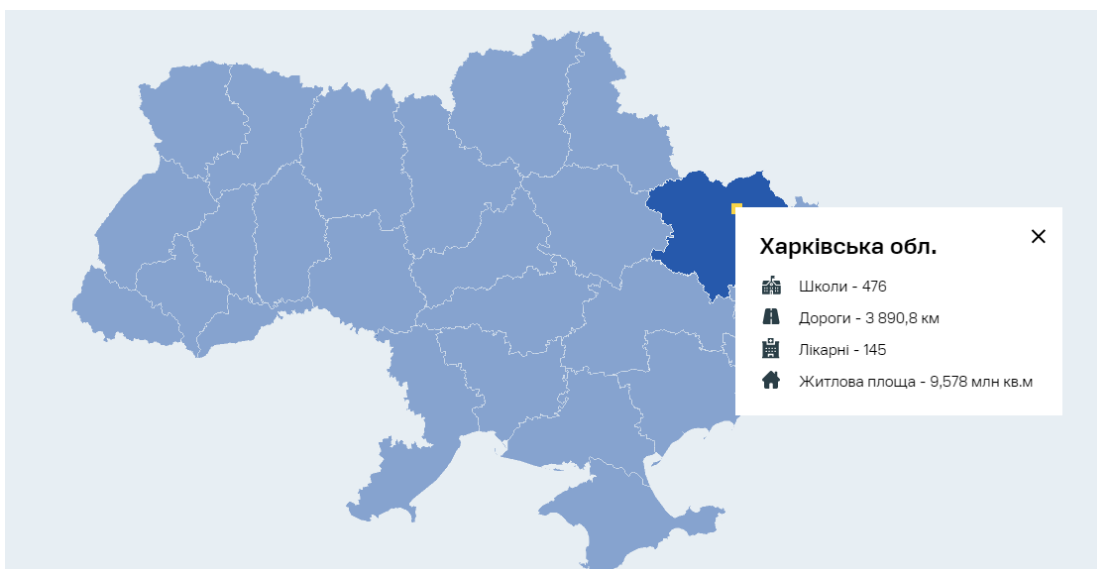 Харківська обл.
Школи - 476
Дороги - 3 890,8 км
Лікарні - 145
Житлова площа - 9,578 млн кв.м